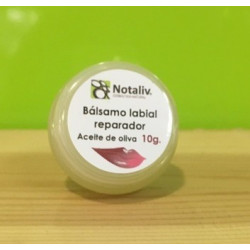 Notaliv.
Bálsamo labial
reparador
Aceite de oliva 10g.